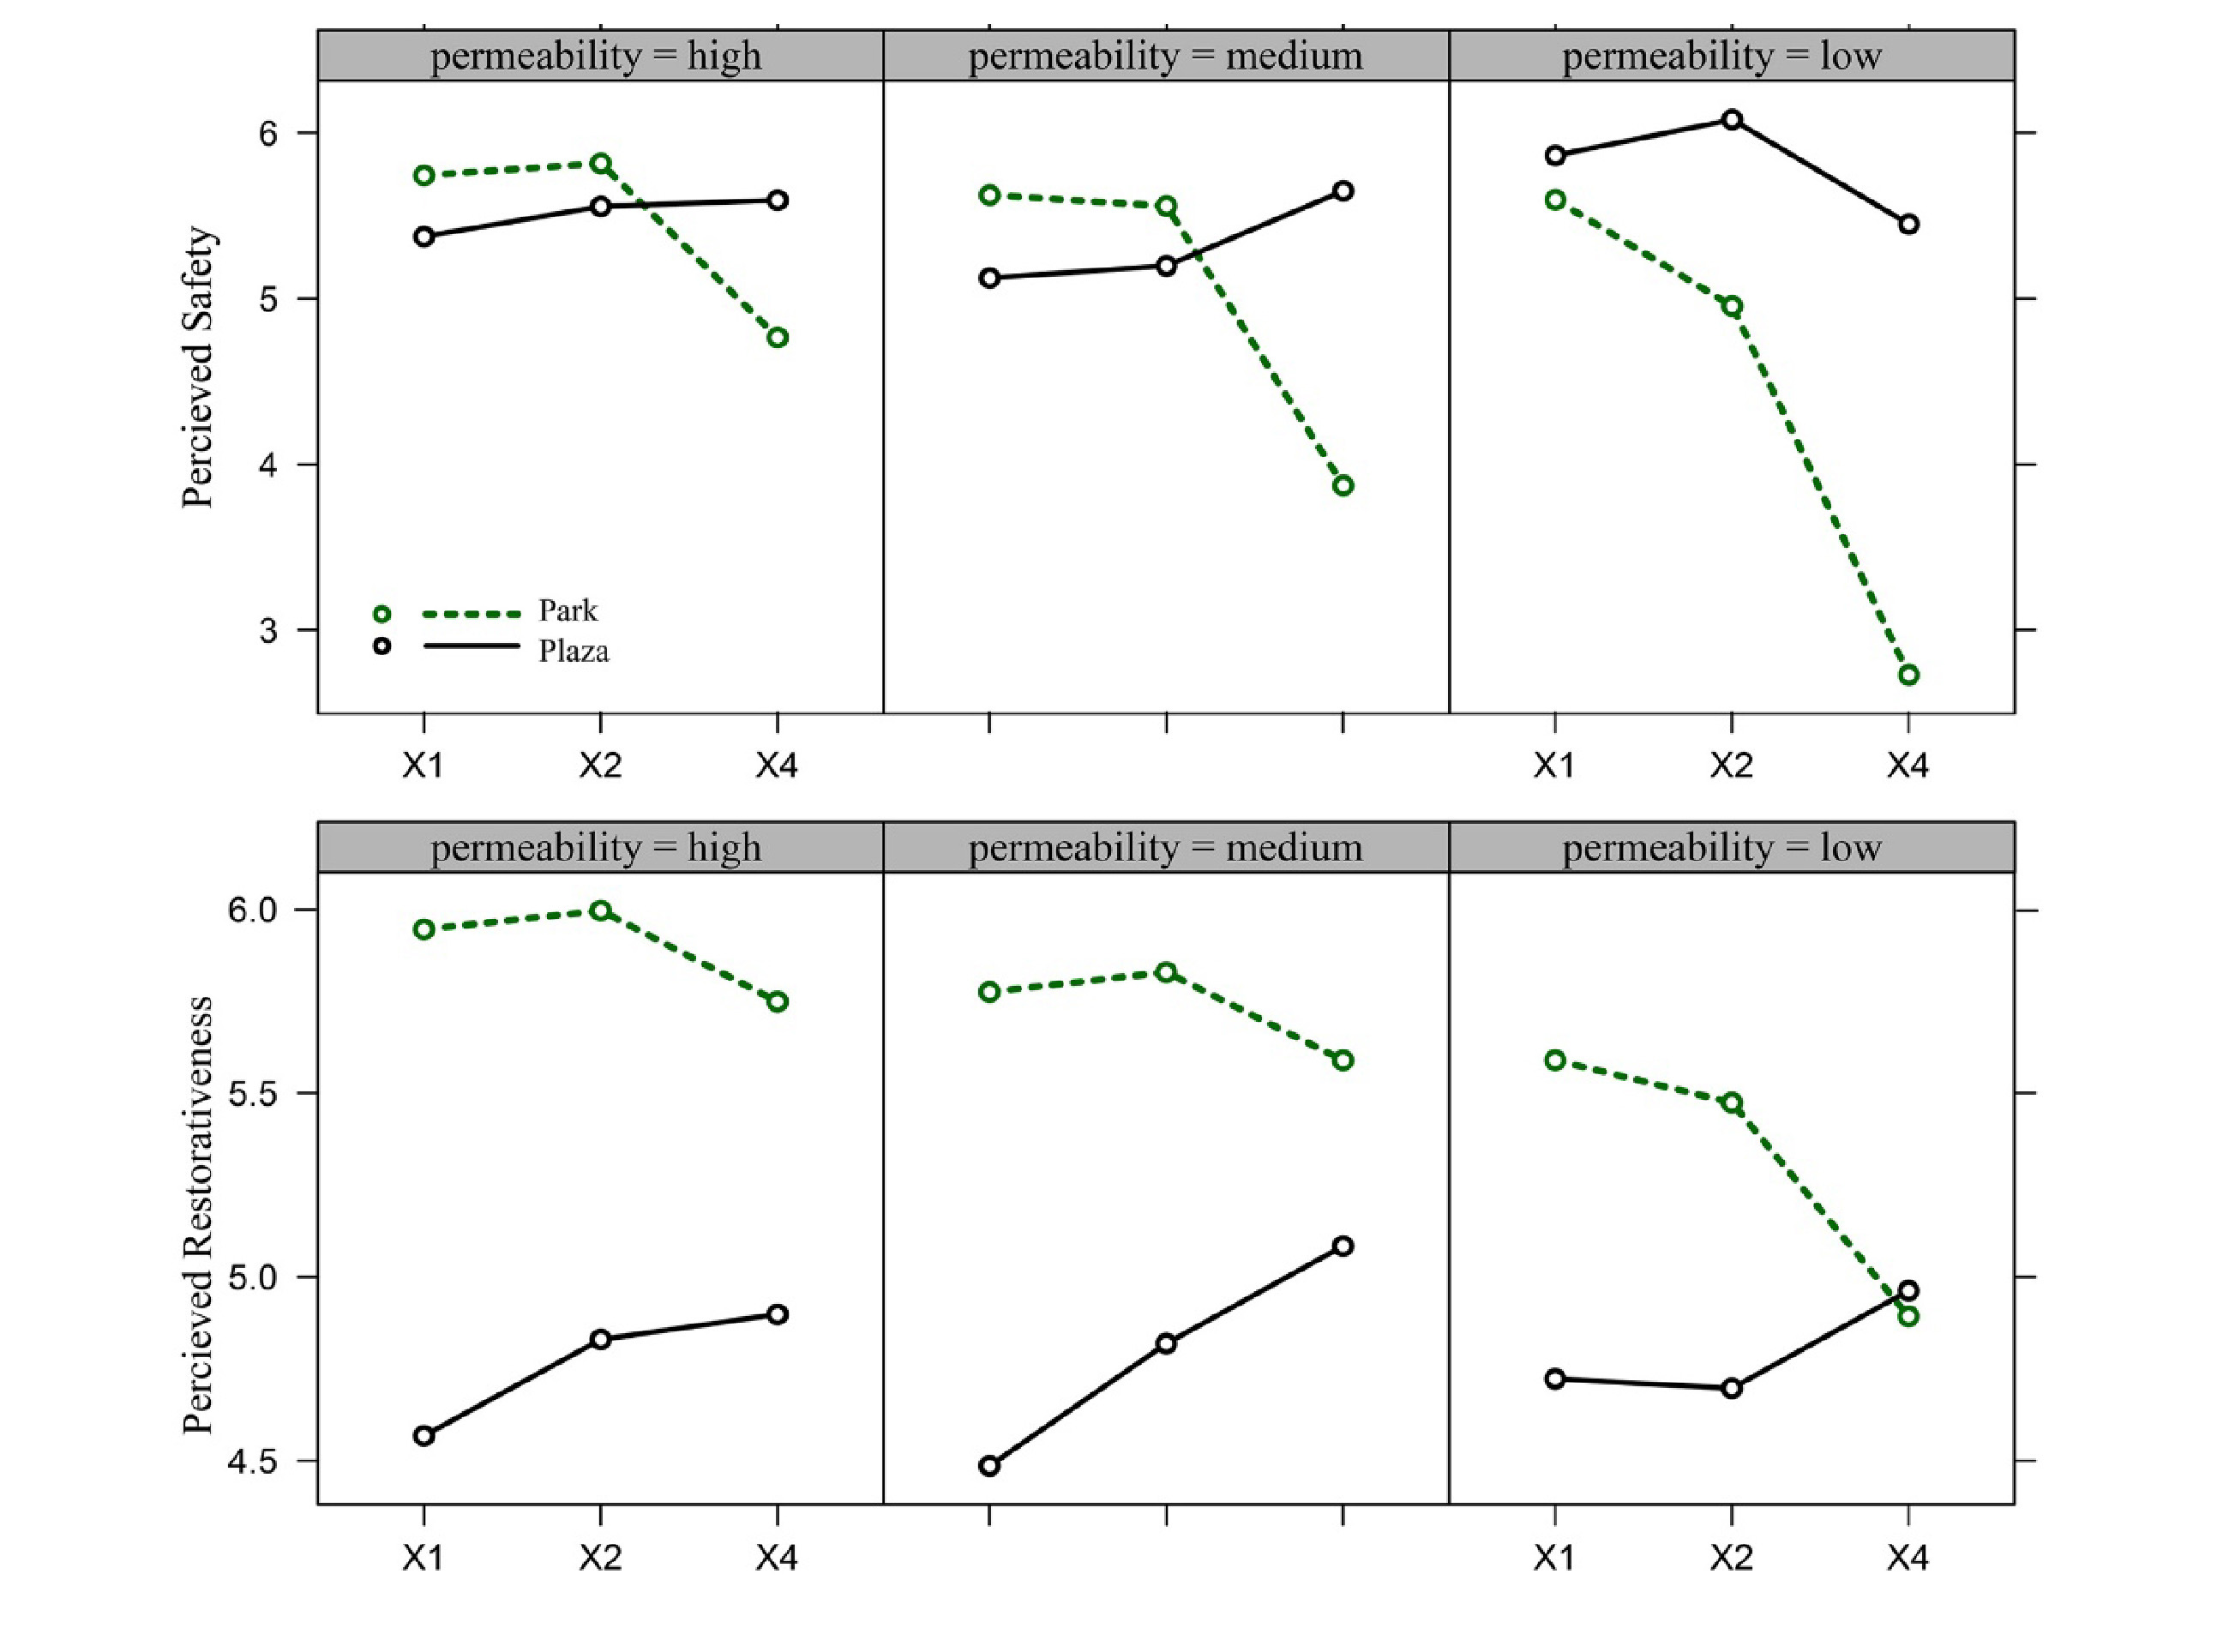 permeability = high permeability = medium permeability = low
Percieved Safety
6
5
4
3
Park
Plaza
X1 X2 X4 X1 X2 X4
permeability = high permeability = medium permeability = low
Percieved Restorativeness
6.0
5.5
5.0
4.5
X1 X2 X4 X1 X2 X4